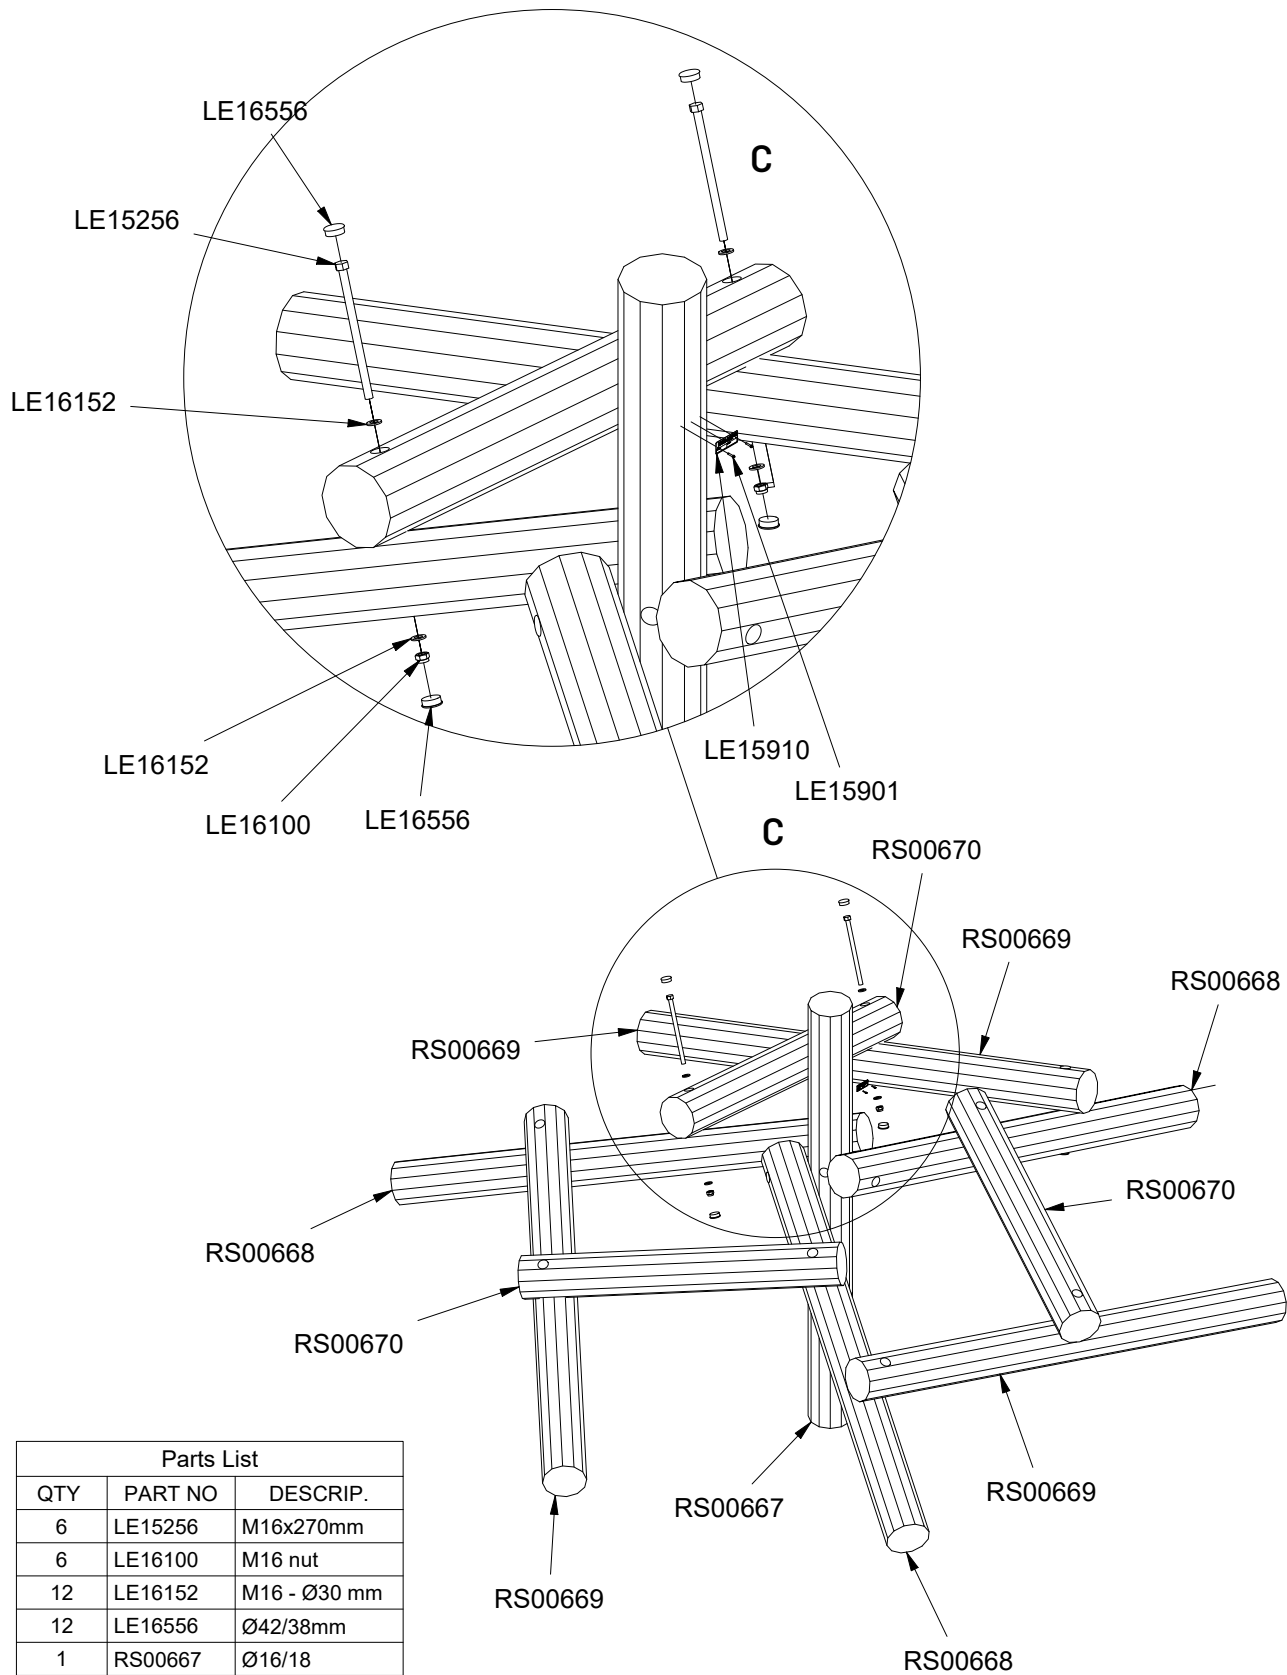 LE16556
C
LE15256
LE16152
LE15910
LE16152
LE15901
LE16556
LE16100
C
RS00670
RS00669
RS00668
RS00669
RS00670
RS00668
RS00670
RS00669
RS00667
RS00669
RS00668
Parts List
QTY PART NO DESCRIP.
6 LE15256 M16x270mm
6 LE16100 M16 nut
12 LE16152 M16 - Ø30 mm
12 LE16556 Ø42/38mm
1 RS00667 Ø16/18